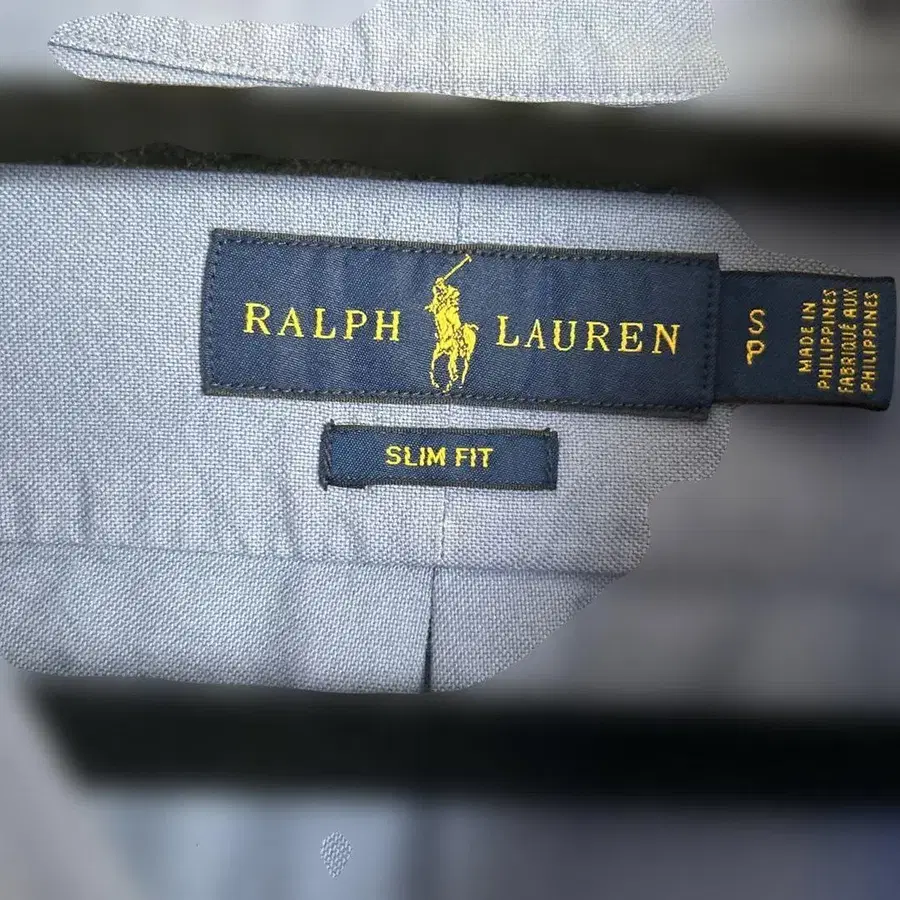 RALPH LAUREN
S
P
MADE IN
PHILIPPINES
FABRIQUÉ AUX
PHILIPPINES
SLIM FIT